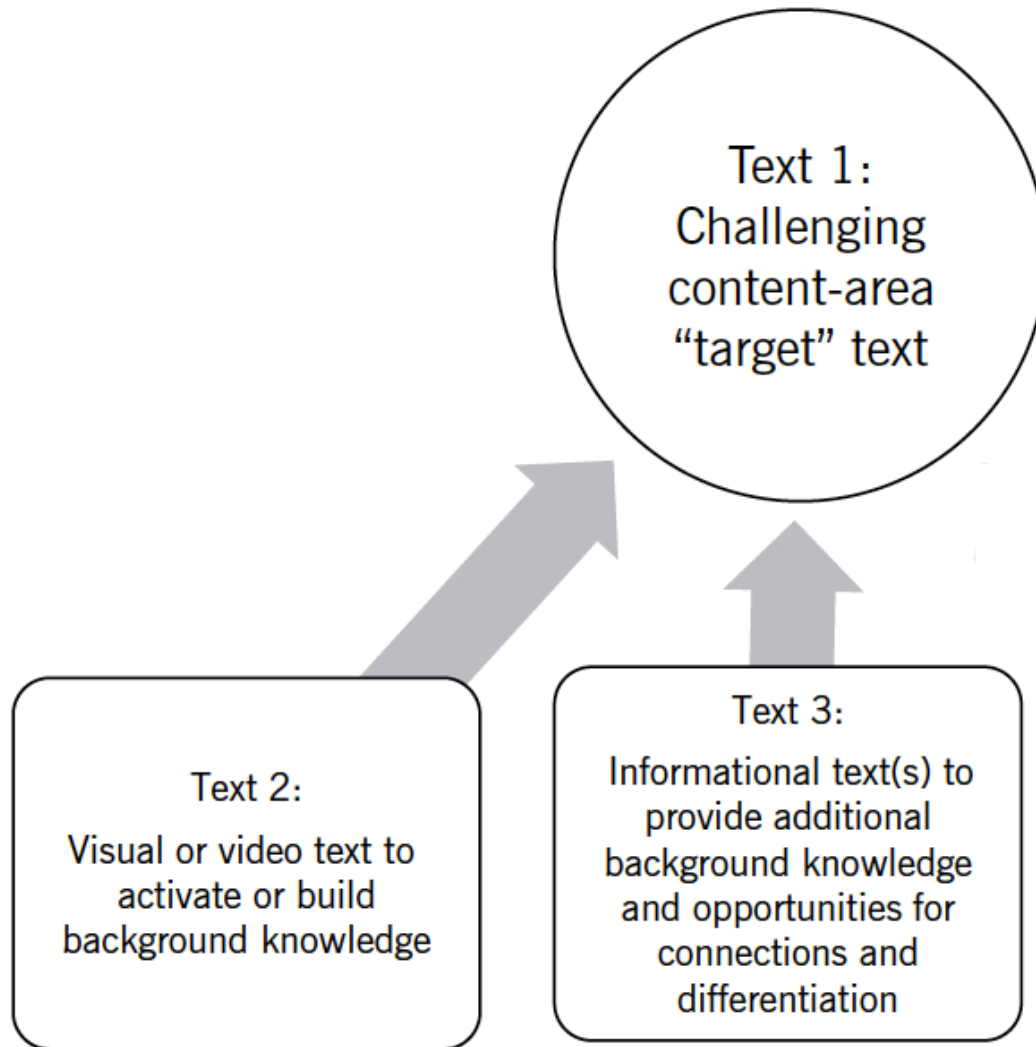 Text 1:
Challenging
content-area
“target” text
Text 2:
Visual or video text to
activate or build
background knowledge
Text 3:
Informational text(s) to
provide additional
background knowledge
and opportunities for
connections and
differentiation